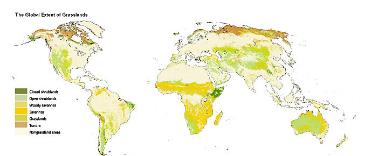 The Global Extent of Grasslands
Closed shrublands
Open shrublands
Woody savannas
Savannas
Grasslands
Tundra
Nongrassland areas